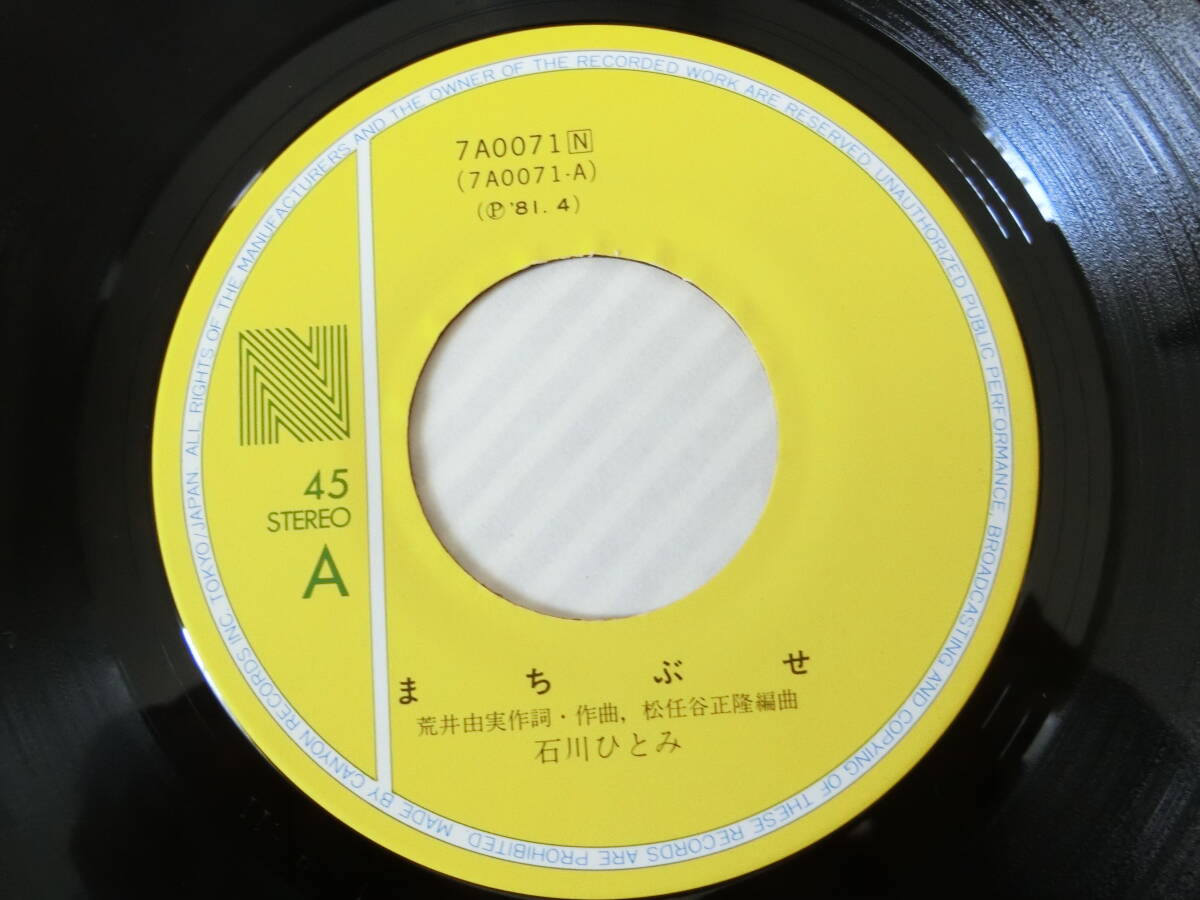 7A0071 N
(7A0071-A)
(Ⓟ'81. 4)
N
45
STEREO
A
まちぶせ
荒井由実作詞・作曲, 松任谷正隆編曲
石川ひとみ
ALL RIGHTS OF THE MANUFACTURERS AND THE OWNER OF THE RECORDED WORK ARE RESERVED UNAUTHORIZED PUBLIC PERFORMANCE, BROADCASTING AND COPYING OF THESE RECORDS ARE PROHIBITED. MADE BY CANYON RECORDS INC. TOKYO/JAPAN